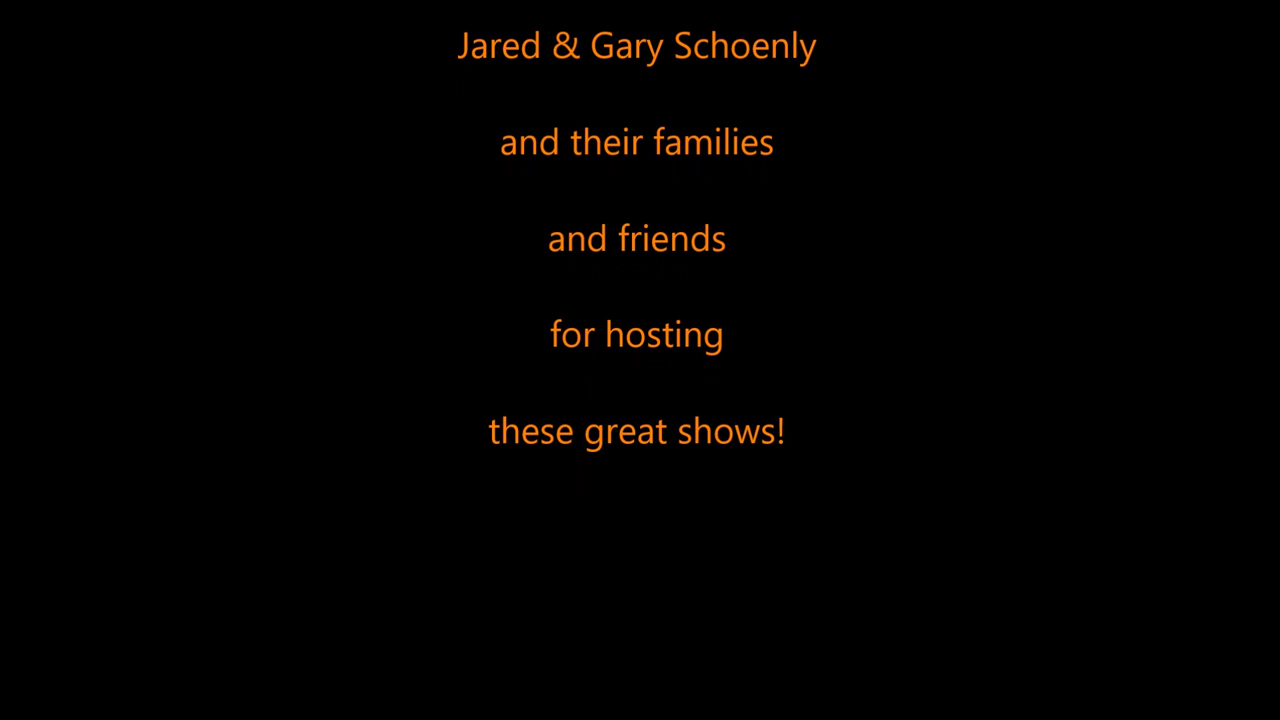 Jared & Gary Schoenly
and their families
and friends
for hosting
these great shows!